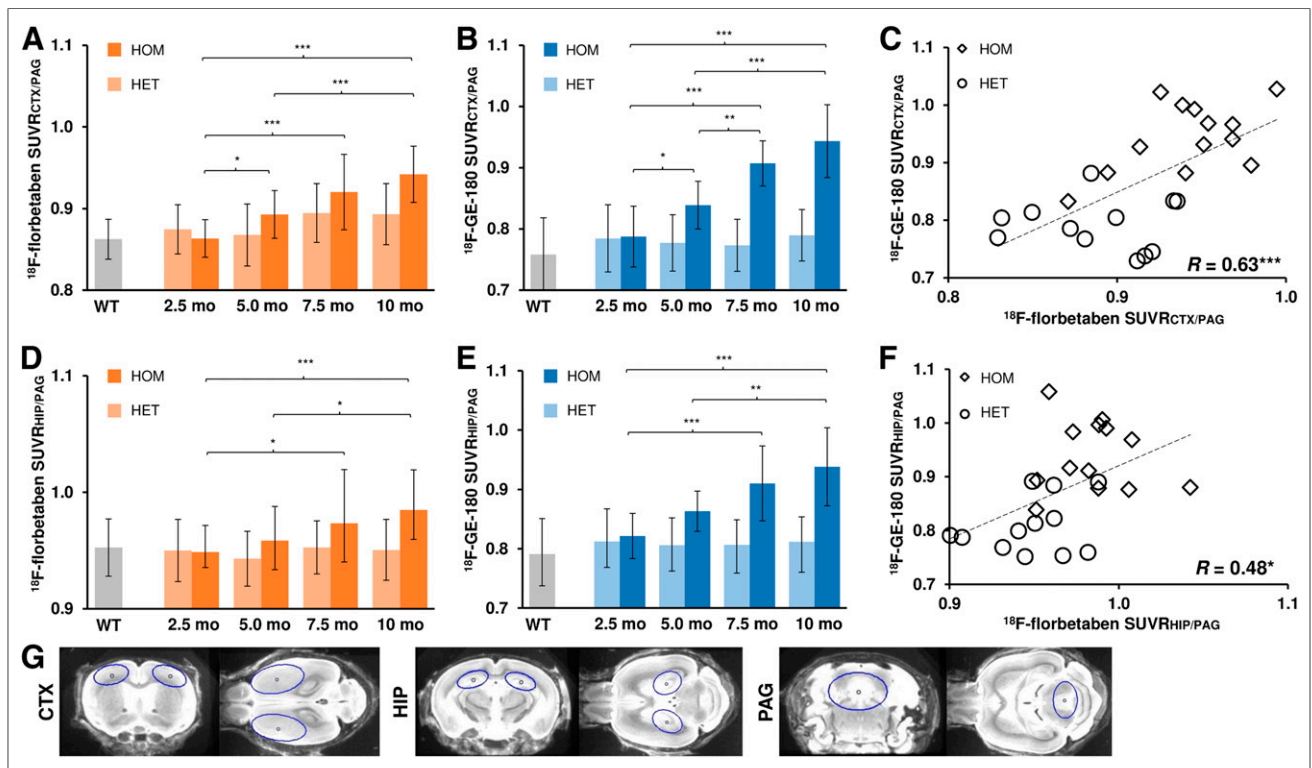 A
1.1
1.0
0.9
0.8
¹⁸F-florbetaben SUVRCTX/PAG
HOM
HET
***
***
***
*
WT
2.5 mo
5.0 mo
7.5 mo
10 mo
B
1.1
1.0
0.9
0.8
0.7
¹⁸F-GE-180 SUVRCTX/PAG
HOM
HET
***
***
***
**
*
WT
2.5 mo
5.0 mo
7.5 mo
10 mo
C
1.1
1.0
0.9
0.8
0.7
¹⁸F-GE-180 SUVRCTX/PAG
HOM
HET
R = 0.63***
0.8
0.9
1.0
¹⁸F-florbetaben SUVRCTX/PAG
D
1.1
1.0
0.9
¹⁸F-florbetaben SUVRHIP/PAG
HOM
HET
***
*
*
WT
2.5 mo
5.0 mo
7.5 mo
10 mo
E
1.1
1.0
0.9
0.8
0.7
¹⁸F-GE-180 SUVRHIP/PAG
HOM
HET
***
**
***
WT
2.5 mo
5.0 mo
7.5 mo
10 mo
F
1.1
1.0
0.9
0.8
0.7
¹⁸F-GE-180 SUVRHIP/PAG
HOM
HET
R = 0.48*
0.9
1.0
1.1
¹⁸F-florbetaben SUVRHIP/PAG
G
CTX
HIP
PAG